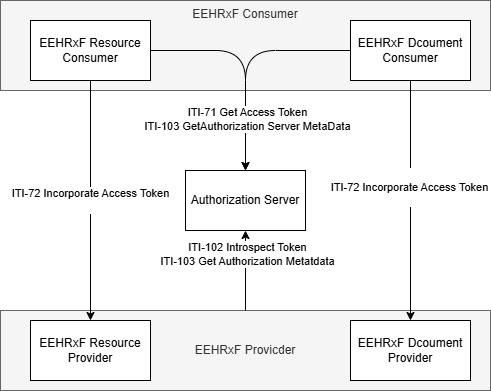 EEHRxF Consumer
EEHRxF Resource
Consumer
EEHRxF Dcoument
Consumer
ITI-71 Get Access Token
ITI-103 GetAuthorization Server MetaData
ITI-72 Incorporate Access Token
ITI-72 Incorporate Access Token
Authorization Server
ITI-102 Introspect Token
ITI-103 Get Authorization Metatdata
EEHRxF Resource
Provider
EEHRxF Provicder
EEHRxF Dcoument
Provider